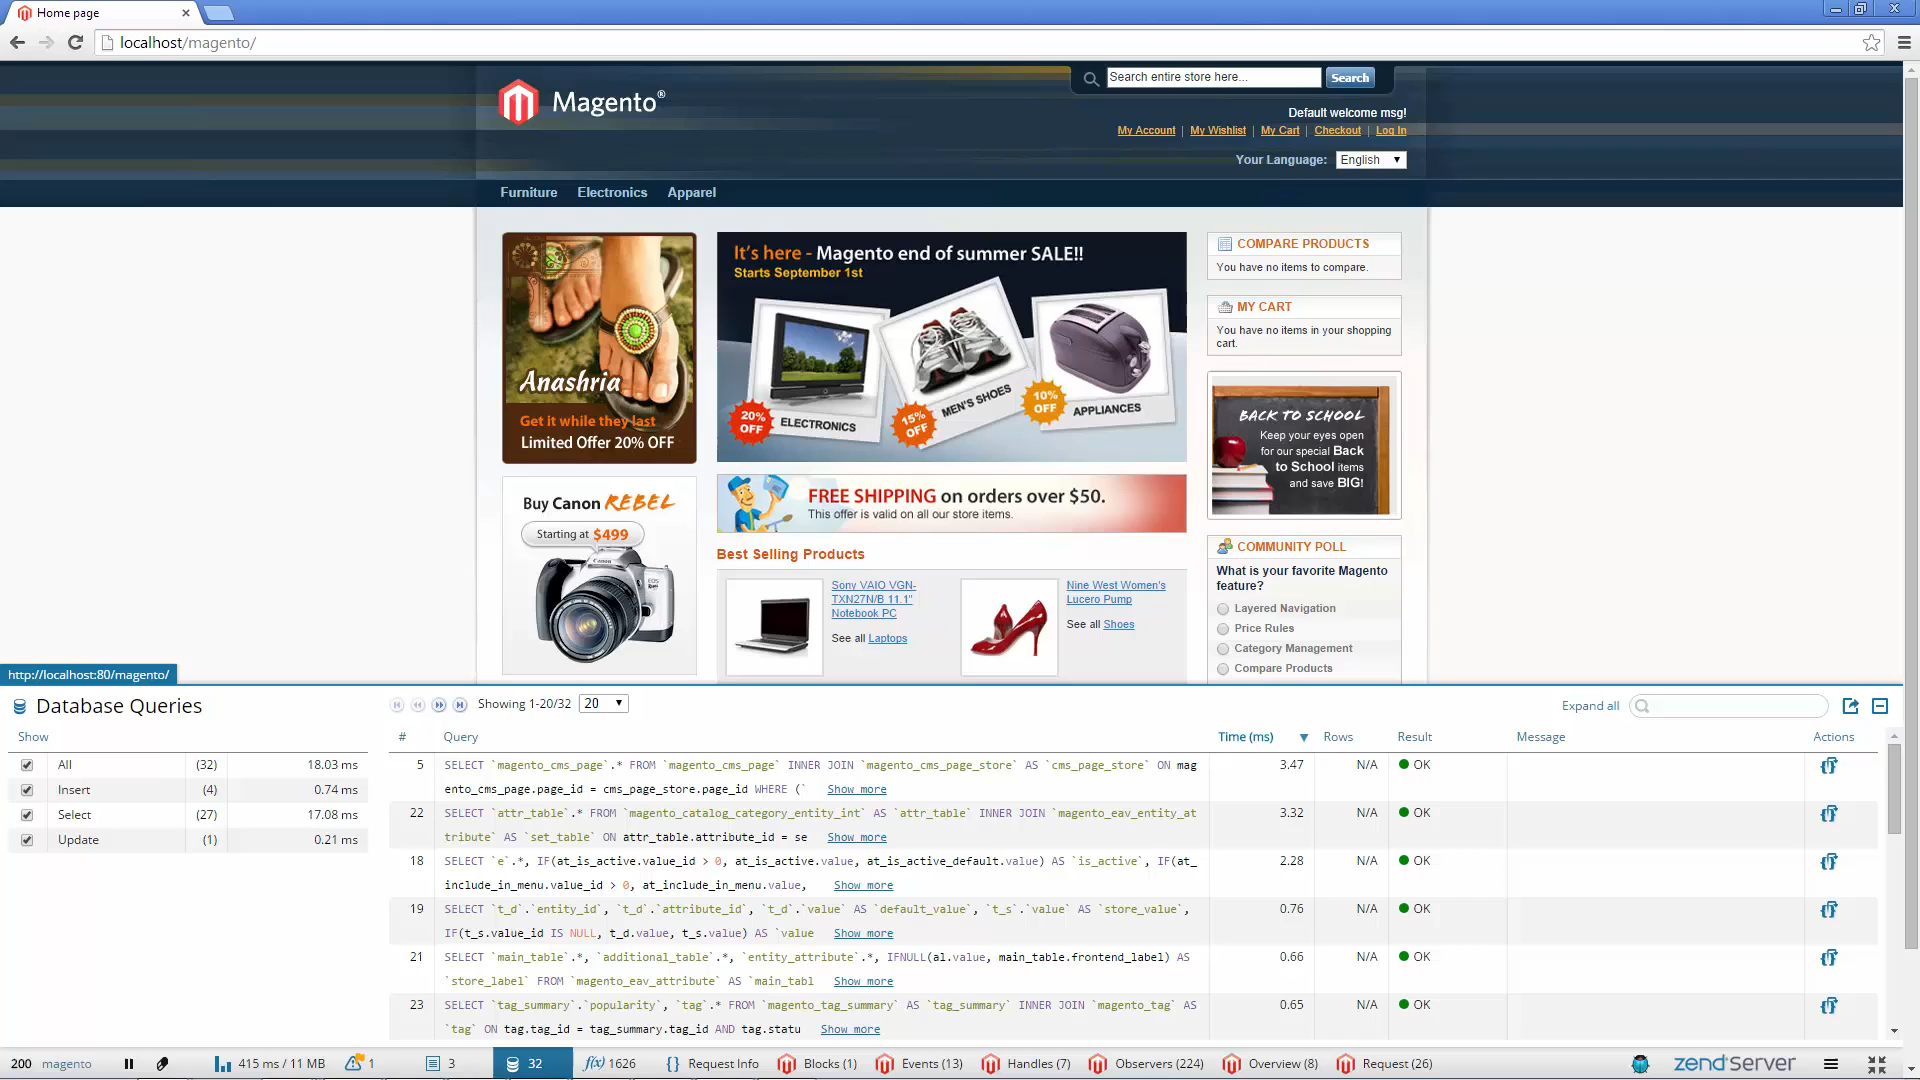 Home page
localhost/magento/
Search entire store here...
Search
Magento®
Default welcome msg!
My Account | My Wishlist | My Cart | Checkout | Log In
Your Language: English
Furniture Electronics Apparel
Anashria
Get it while they last
Limited Offer 20% OFF
It's here - Magento end of summer SALE!!
Starts September 1st
20% OFF
ELECTRONICS
15% OFF
MEN'S SHOES
10% OFF
APPLIANCES
COMPARE PRODUCTS
You have no items to compare.
MY CART
You have no items in your shopping
cart.
BACK TO SCHOOL
Keep your eyes open
for our special Back
to School items
and save BIG!
Buy Canon REBEL
Starting at $499
Canon
FREE SHIPPING on orders over $50.
This offer is valid on all our store items.
Best Selling Products
Sony VAIO VGN-
TXN27N/B 11.1"
Notebook PC
See all Laptops
Nine West Women's
Lucero Pump
See all Shoes
COMMUNITY POLL
What is your favorite Magento
feature?
Layered Navigation
Price Rules
Category Management
Compare Products
http://localhost:80/magento/
Database Queries
Showing 1-20/32 20
Expand all
Show
All (32) 18.03 ms
Insert (4) 0.74 ms
Select (27) 17.08 ms
Update (1) 0.21 ms
# Query Time (ms) Rows Result Message Actions
5 SELECT `magento_cms_page`.* FROM `magento_cms_page` INNER JOIN `magento_cms_page_store` AS `cms_page_store` ON mag 3.47 N/A OK
ento_cms_page.page_id = cms_page_store.page_id WHERE (` Show more
22 SELECT `attr_table`.* FROM `magento_catalog_category_entity_int` AS `attr_table` INNER JOIN `magento_eav_entity_at 3.32 N/A OK
tribute` AS `set_table` ON attr_table.attribute_id = se Show more
18 SELECT `e`.*, IF(at_is_active.value_id > 0, at_is_active.value, at_is_active_default.value) AS `is_active`, IF(at_ 2.28 N/A OK
include_in_menu.value_id > 0, at_include_in_menu.value, Show more
19 SELECT `t_d`.`entity_id`, `t_d`.`attribute_id`, `t_d`.`value` AS `default_value`, `t_s`.`value` AS `store_value`, 0.76 N/A OK
IF(t_s.value_id IS NULL, t_d.value, t_s.value) AS `value Show more
21 SELECT `main_table`.*, `additional_table`.*, `entity_attribute`.*, IFNULL(al.value, main_table.frontend_label) AS 0.66 N/A OK
`store_label` FROM `magento_eav_attribute` AS `main_tabl Show more
23 SELECT `tag_summary`.`popularity`, `tag`.* FROM `magento_tag_summary` AS `tag_summary` INNER JOIN `magento_tag` AS 0.65 N/A OK
`tag` ON tag.tag_id = tag_summary.tag_id AND tag.statu Show more
200 magento 415 ms / 11 MB 1 3 32 f(x) 1626 {} Request Info Blocks (1) Events (13) Handles (7) Observers (224) Overview (8) Request (26) zend Server